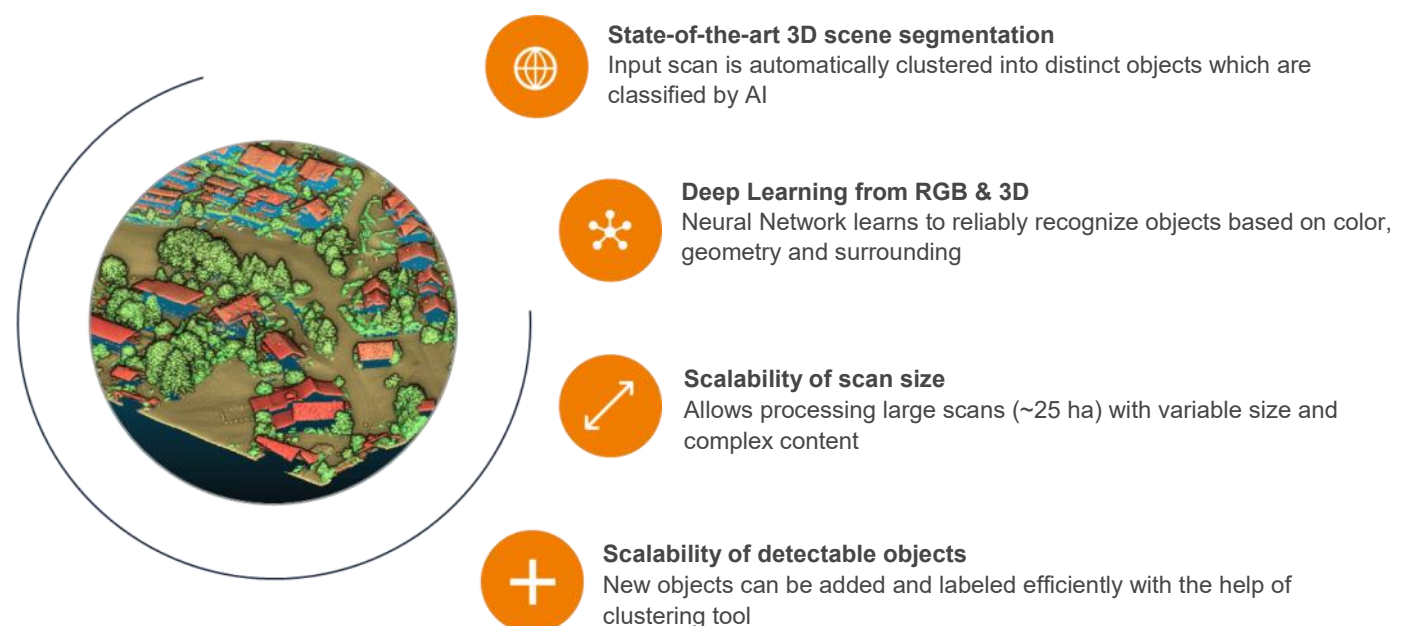 State-of-the-art 3D scene segmentation
Input scan is automatically clustered into distinct objects which are
classified by AI
Deep Learning from RGB & 3D
Neural Network learns to reliably recognize objects based on color,
geometry and surrounding
Scalability of scan size
Allows processing large scans (~25 ha) with variable size and
complex content
Scalability of detectable objects
New objects can be added and labeled efficiently with the help of
clustering tool